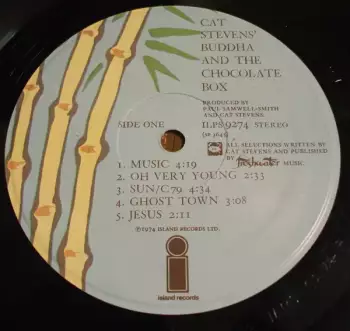 CAT
STEVENS'
BUDDHA
AND THE
CHOCOLATE
BOX
PRODUCED BY
PAUL SAMWELL-SMITH
AND CAT STEVENS
SIDE ONE
ILPS 9274 STEREO
ALL SELECTIONS WRITTEN BY
CAT STEVENS AND PUBLISHED
BY Freshwater MUSIC.
1. MUSIC 4:19
2. OH VERY YOUNG 2:33
3. SUN/C79 4:34
4. GHOST TOWN 3:08
5. JESUS 2:11
℗1974 ISLAND RECORDS LTD.
i
island records